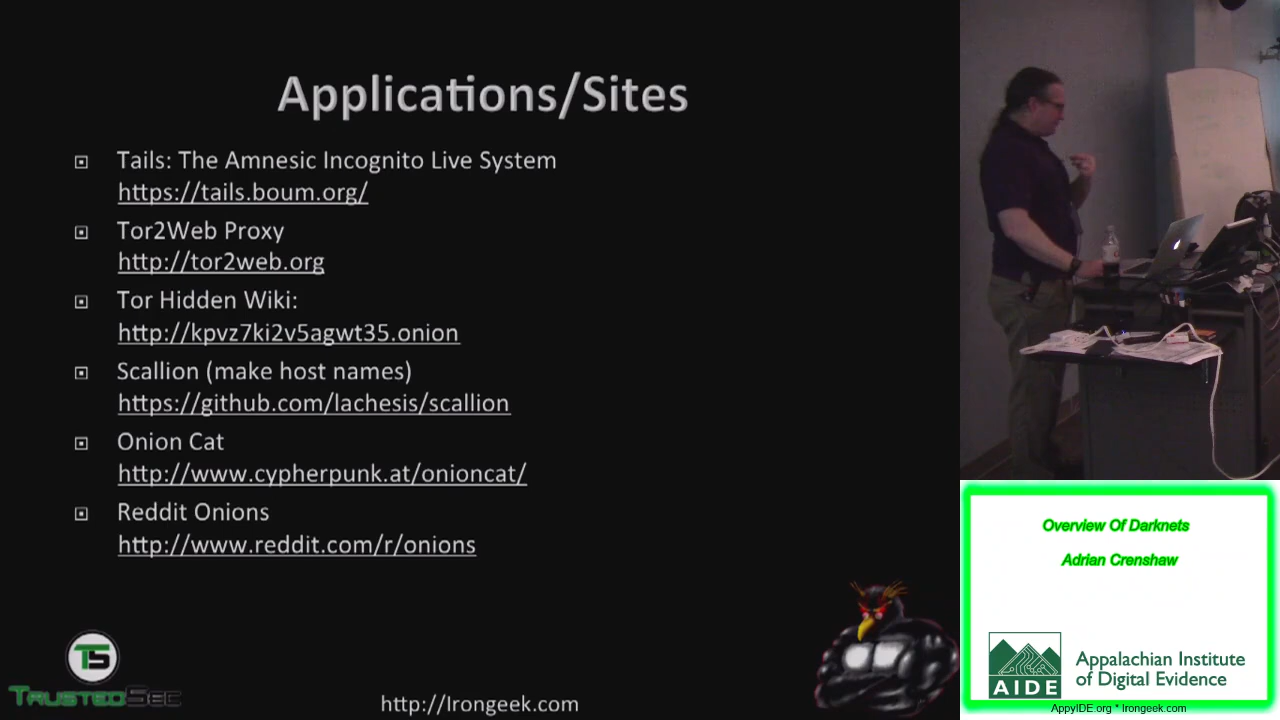 Applications/Sites
Tails: The Amnesic Incognito Live System
https://tails.boum.org/
Tor2Web Proxy
http://tor2web.org
Tor Hidden Wiki:
http://kpvz7ki2v5agwt35.onion
Scallion (make host names)
https://github.com/lachesis/scallion
Onion Cat
http://www.cypherpunk.at/onioncat/
Reddit Onions
http://www.reddit.com/r/onions
TS
TRUSTEDSEC
http://Irongeek.com
Overview Of Darknets
Adrian Crenshaw
AIDE
Appalachian Institute
of Digital Evidence
AppyIDE.org * Irongeek.com